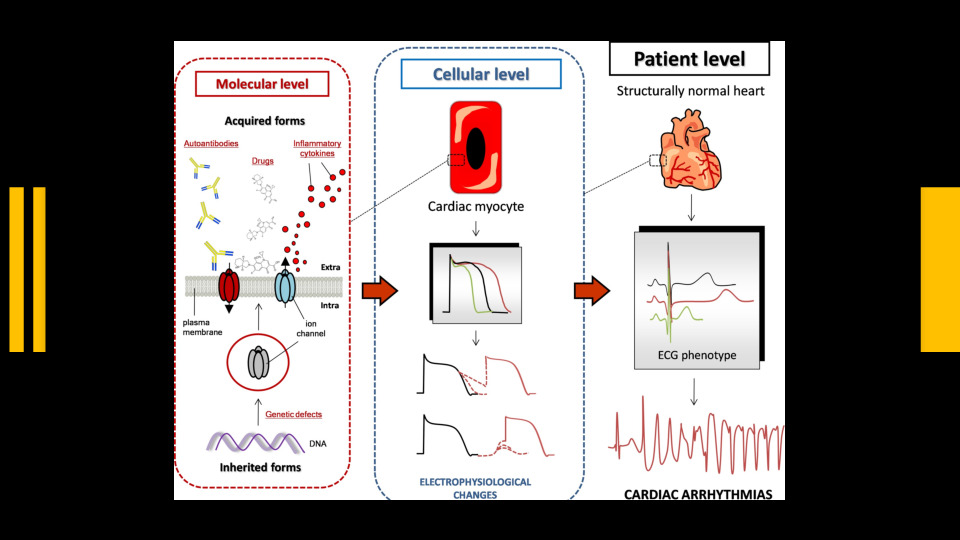 Molecular level
Acquired forms
Autoantibodies
Drugs
Inflammatory
cytokines
Extra
Intra
plasma
membrane
ion
channel
Genetic defects
DNA
Inherited forms
Cellular level
Cardiac myocyte
ELECTROPHYSIOLOGICAL
CHANGES
Patient level
Structurally normal heart
ECG phenotype
CARDIAC ARRHYTHMIAS